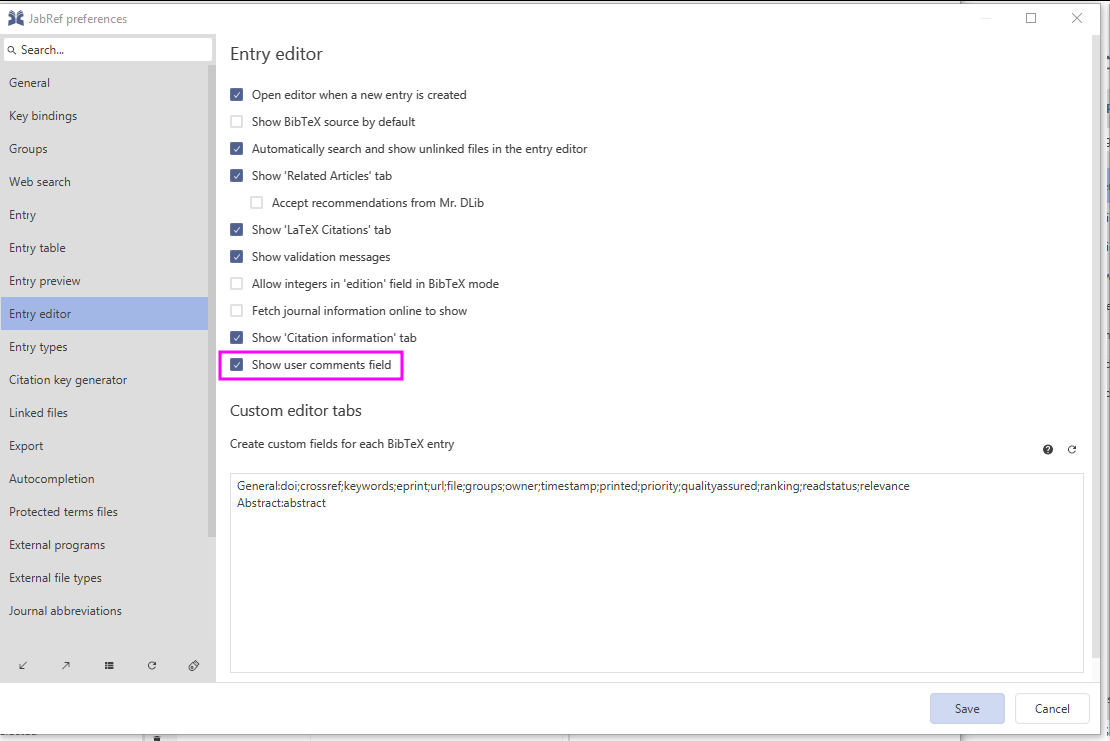 JabRef preferences
Search...
General
Key bindings
Groups
Web search
Entry
Entry table
Entry preview
Entry editor
Entry types
Citation key generator
Linked files
Export
Autocompletion
Protected terms files
External programs
External file types
Journal abbreviations
Entry editor
Open editor when a new entry is created
Show BibTeX source by default
Automatically search and show unlinked files in the entry editor
Show 'Related Articles' tab
Accept recommendations from Mr. DLib
Show 'LaTeX Citations' tab
Show validation messages
Allow integers in 'edition' field in BibTeX mode
Fetch journal information online to show
Show 'Citation information' tab
Show user comments field
Custom editor tabs
Create custom fields for each BibTeX entry
General:doi;crossref;keywords;eprint;url;file;groups;owner;timestamp;printed;priority;qualityassured;ranking;readstatus;relevance
Abstract:abstract
Save
Cancel